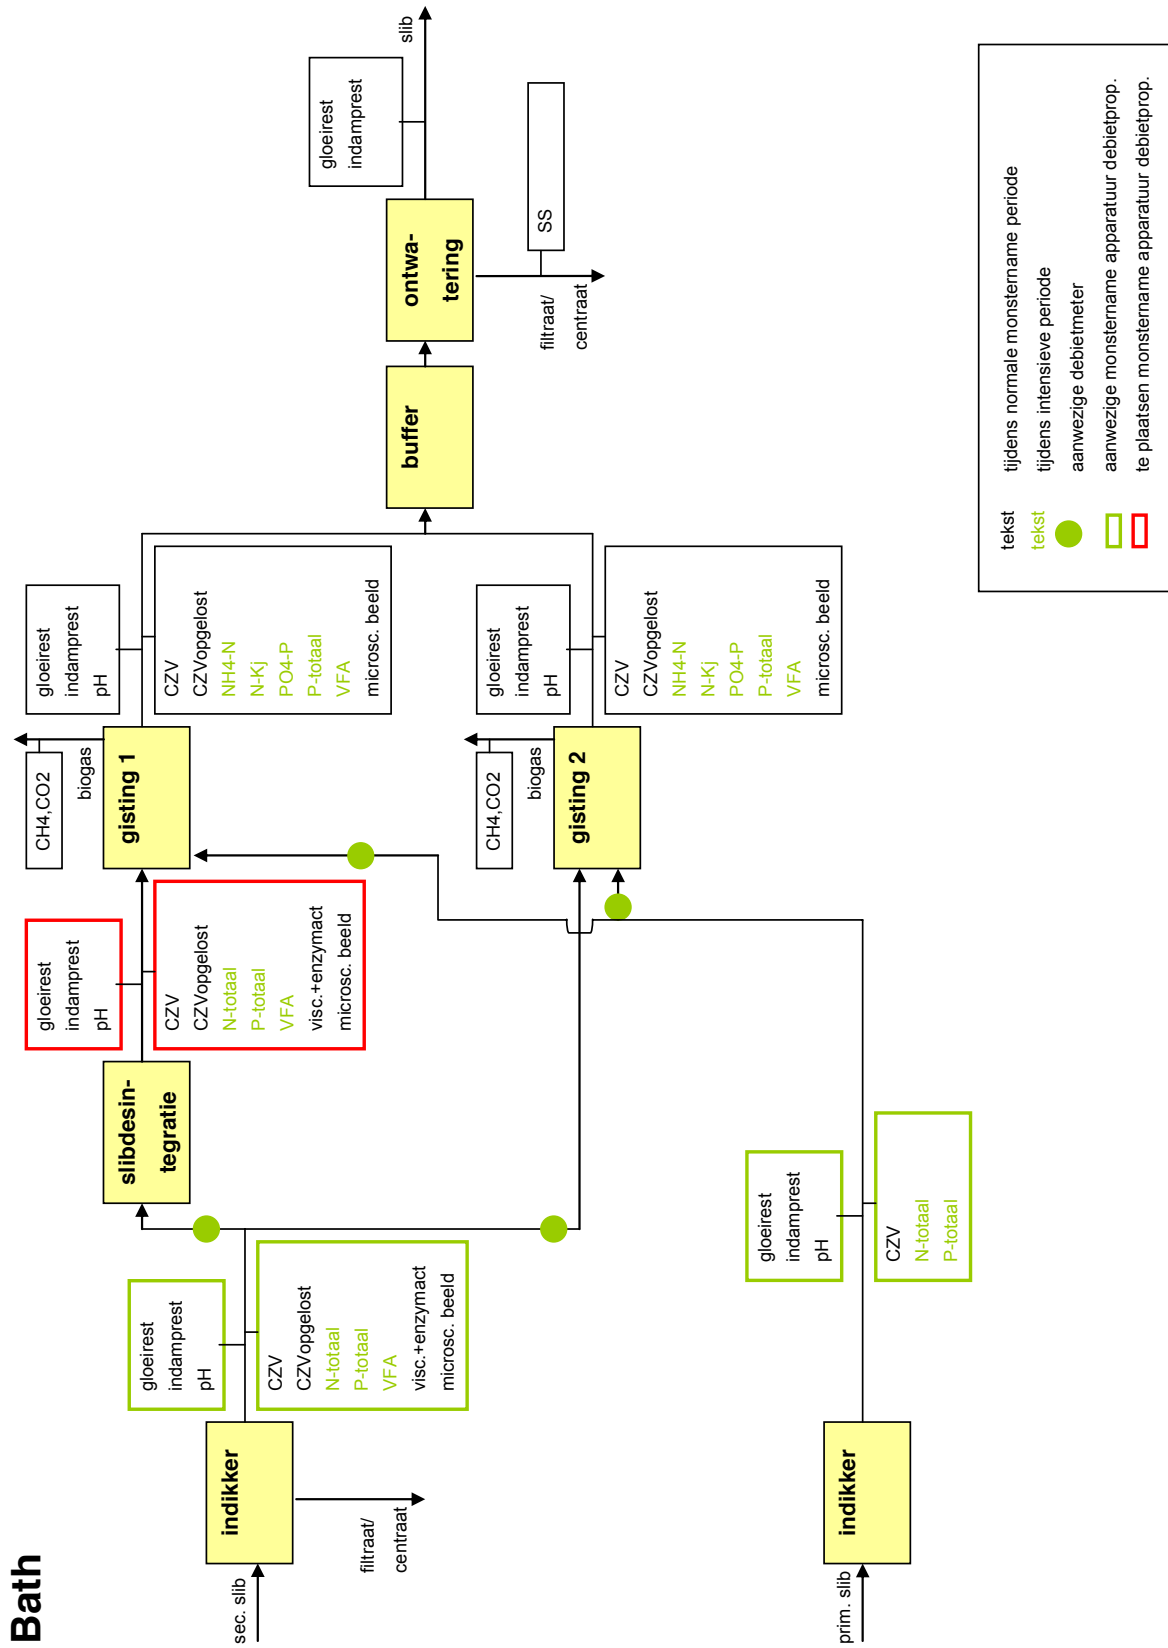 Bath
sec. slib
indikker
filtraat/
centraat
gloeirest
indamprest
pH
CZV
CZVopgelost
N-totaal
P-totaal
VFA
visc.+enzymact
microsc. beeld
slibdesin-
tegratie
gloeirest
indamprest
pH
CZV
CZVopgelost
N-totaal
P-totaal
VFA
visc.+enzymact
microsc. beeld
gisting 1
CH4,CO2
biogas
gloeirest
indamprest
pH
CZV
CZVopgelost
NH4-N
N-Kj
PO4-P
P-totaal
VFA
microsc. beeld
prim. slib
indikker
gloeirest
indamprest
pH
CZV
N-totaal
P-totaal
gisting 2
CH4,CO2
biogas
gloeirest
indamprest
pH
CZV
CZVopgelost
NH4-N
N-Kj
PO4-P
P-totaal
VFA
microsc. beeld
buffer
ontwa-
tering
filtraat/
centraat
SS
gloeirest
indamprest
slib
tekst tijdens normale monstername periode
tekst tijdens intensieve periode
aanwezige debietmeter
aanwezige monstername apparatuur debietprop.
te plaatsen monstername apparatuur debietprop.